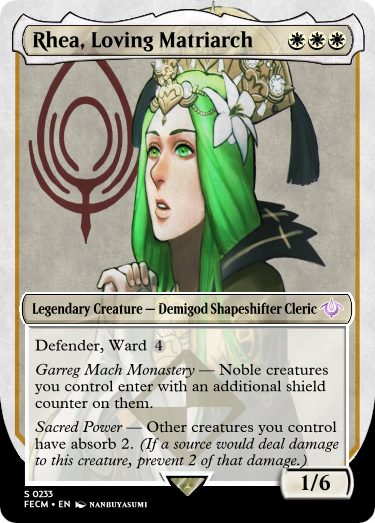 Rhea, Loving Matriarch
Legendary Creature — Demigod Shapeshifter Cleric
Defender, Ward 4
Garreg Mach Monastery — Noble creatures
you control enter with an additional shield
counter on them.
Sacred Power — Other creatures you control
have absorb 2. (If a source would deal damage
to this creature, prevent 2 of that damage.)
1/6
S 0233
FECM • EN NANBUYASUMI